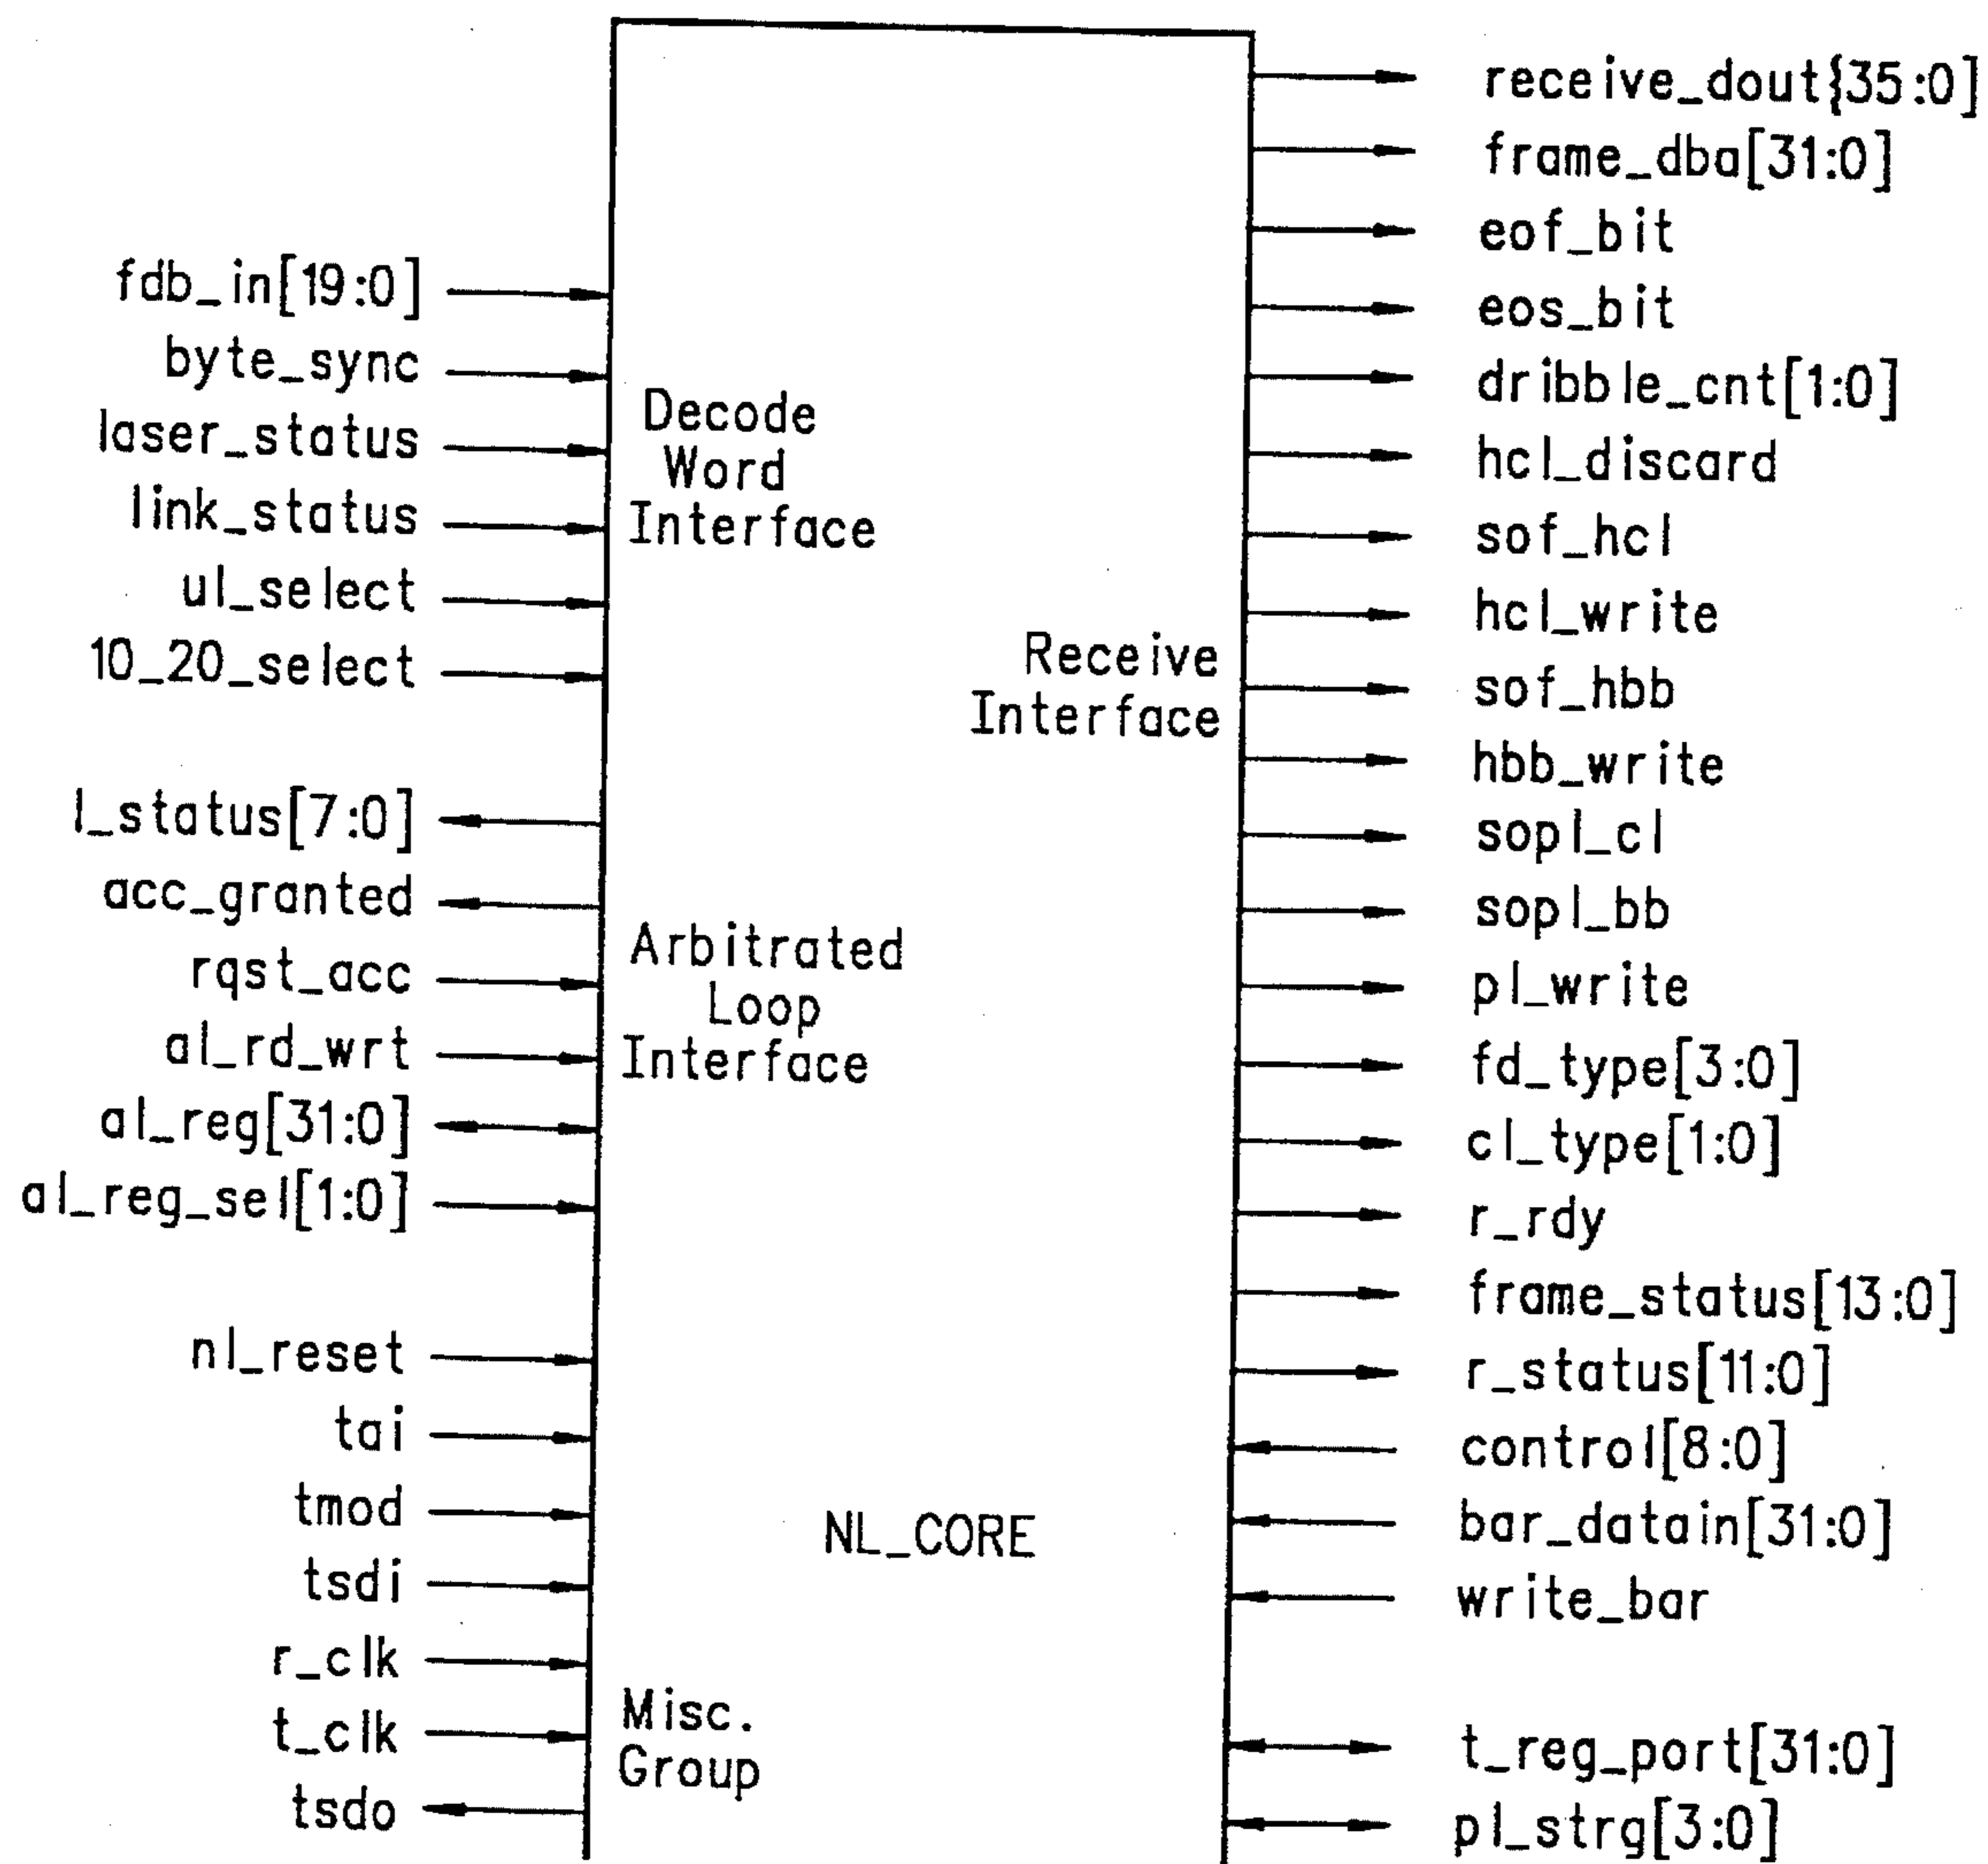 fdb_in[19:0]
byte_sync
laser_status
link_status
ul_select
10_20_select
Decode
Word
Interface
l_status[7:0]
acc_granted
rqst_acc
al_rd_wrt
al_reg[31:0]
al_reg_sel[1:0]
Arbitrated
Loop
Interface
nl_reset
tai
tmod
tsdi
r_clk
t_clk
tsdo
Misc.
Group
NL_CORE
Receive
Interface
receive_dout{35:0]
frame_dba[31:0]
eof_bit
eos_bit
dribble_cnt[1:0]
hcl_discard
sof_hcl
hcl_write
sof_hbb
hbb_write
sopl_cl
sopl_bb
pl_write
fd_type[3:0]
cl_type[1:0]
r_rdy
frame_status[13:0]
r_status[11:0]
control[8:0]
bar_datain[31:0]
write_bar
t_reg_port[31:0]
pl_strg[3:0]